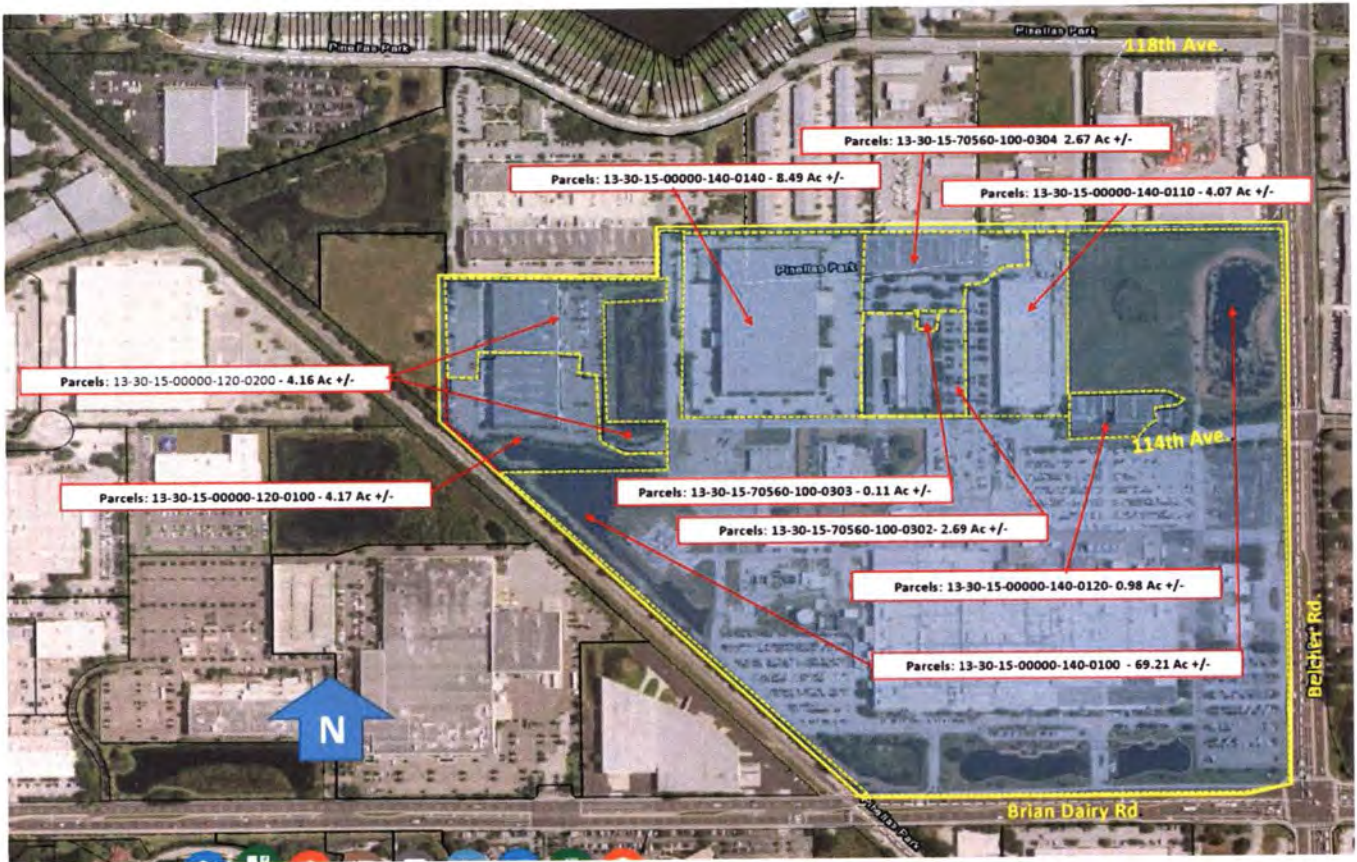 Pinellas Park
Pinellas Park
118th Ave.
Parcels: 13-30-15-70560-100-0304 2.67 Ac +/-
Parcels: 13-30-15-00000-140-0140 - 8.49 Ac +/-
Parcels: 13-30-15-00000-140-0110 - 4.07 Ac +/-
Pinellas Park
Parcels: 13-30-15-00000-120-0200 - 4.16 Ac +/-
114th Ave.
Parcels: 13-30-15-00000-120-0100 - 4.17 Ac +/-
Parcels: 13-30-15-70560-100-0303 - 0.11 Ac +/-
Parcels: 13-30-15-70560-100-0302- 2.69 Ac +/-
Parcels: 13-30-15-00000-140-0120- 0.98 Ac +/-
Parcels: 13-30-15-00000-140-0100 - 69.21 Ac +/-
Belcher Rd.
N
Brian Dairy Rd
Pinellas Park